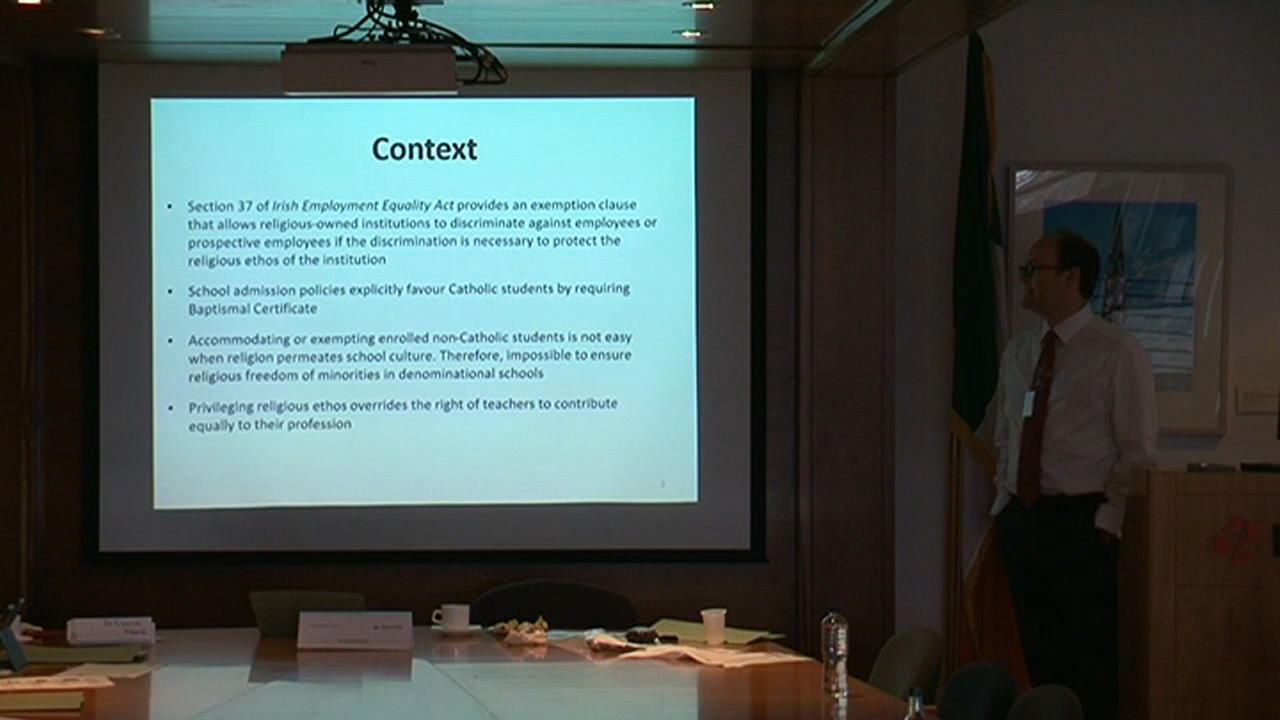 Context
• Section 37 of Irish Employment Equality Act provides an exemption clause
that allows religious-owned institutions to discriminate against employees or
prospective employees if the discrimination is necessary to protect the
religious ethos of the institution
• School admission policies explicitly favour Catholic students by requiring
Baptismal Certificate
• Accommodating or exempting enrolled non-Catholic students is not easy
when religion permeates school culture. Therefore, impossible to ensure
religious freedom of minorities in denominational schools
• Privileging religious ethos overrides the right of teachers to contribute
equally to their profession